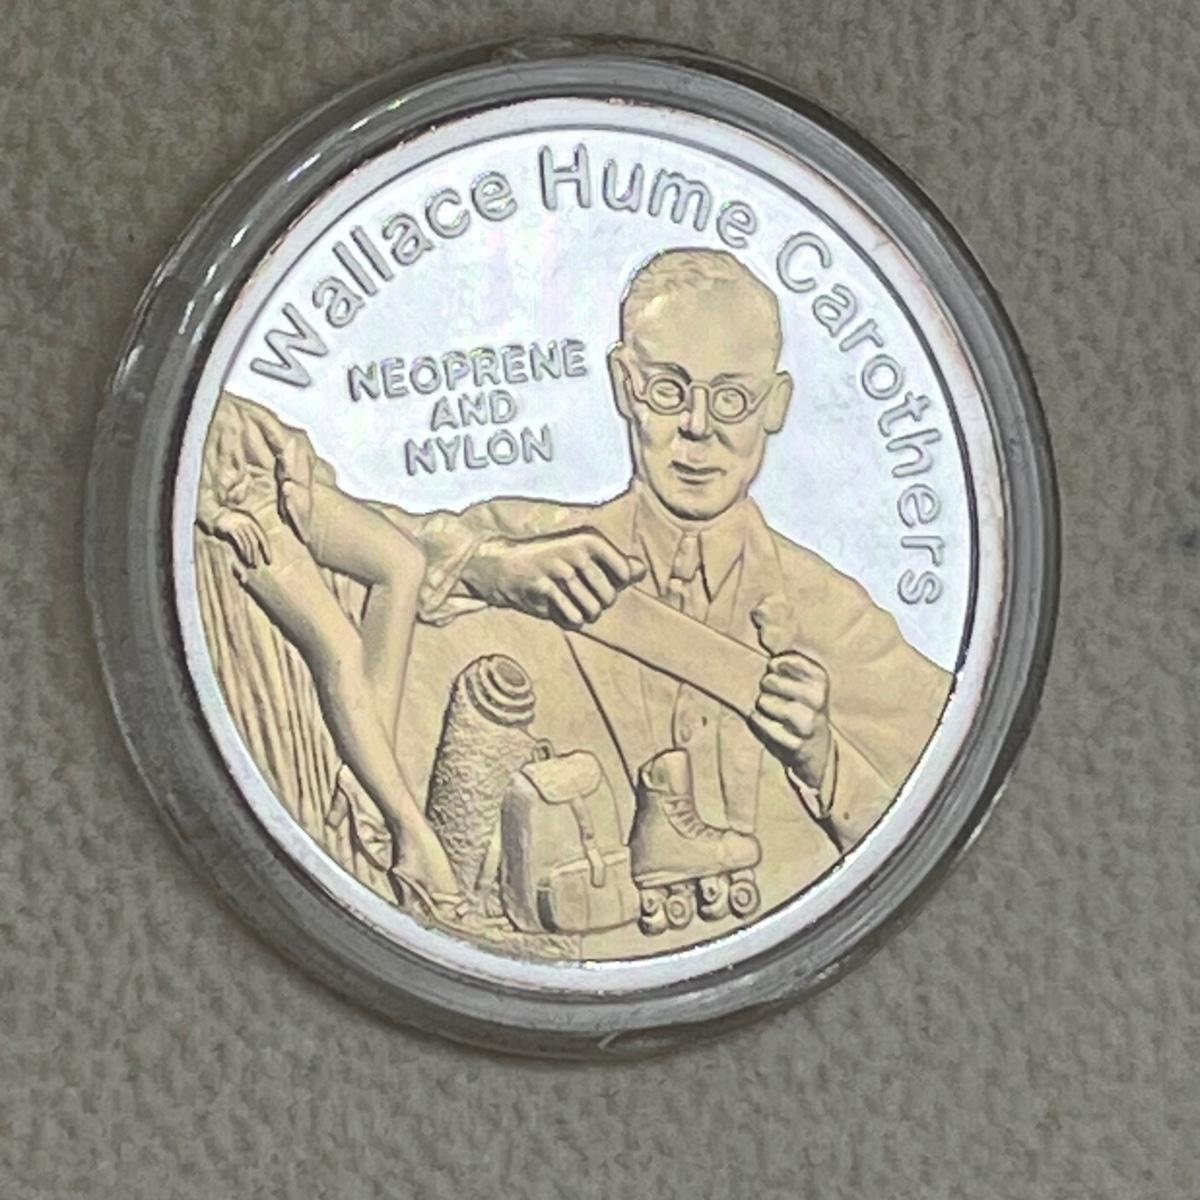 Wallace Hume Carothers
NEOPRENE
AND
NYLON